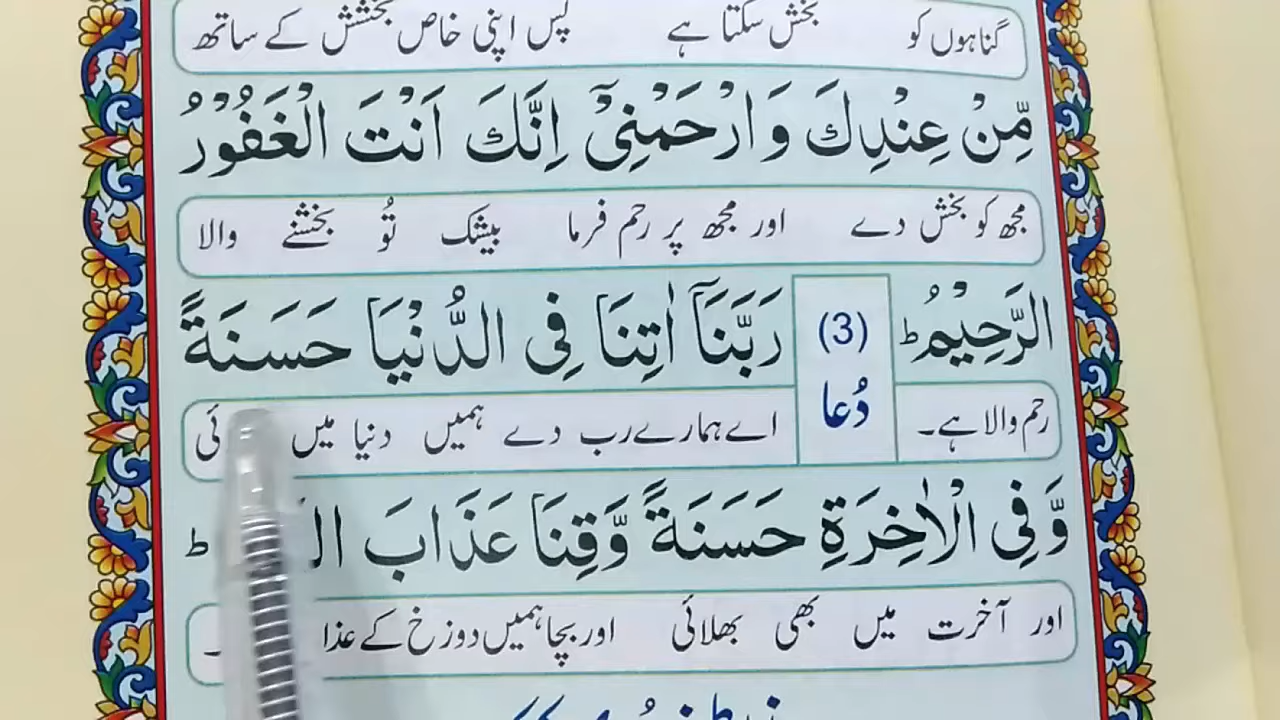 گناہوں کو بخش سکتا ہے پس اپنی خاص بخشش کے ساتھ
مِّنْ عِنْدِكَ وَارْحَمْنِیْۤ اِنَّكَ اَنْتَ الْغَفُوْرُ
مجھ کو بخش دے اور مجھ پر رحم فرما بیشک تُو بخشنے والا
الرَّحِیْمُ ؕ (3) دُعا رَبَّنَاۤ اٰتِنَا فِی الدُّنْیَا حَسَنَةً
رحم والا ہے۔ اے ہمارے رب دے ہمیں دنیا میں
وَّ فِی الْاٰخِرَةِ حَسَنَةً وَّقِنَا عَذَابَ
اور آخرت میں بھی بھلائی اور بچا ہمیں دوزخ کے